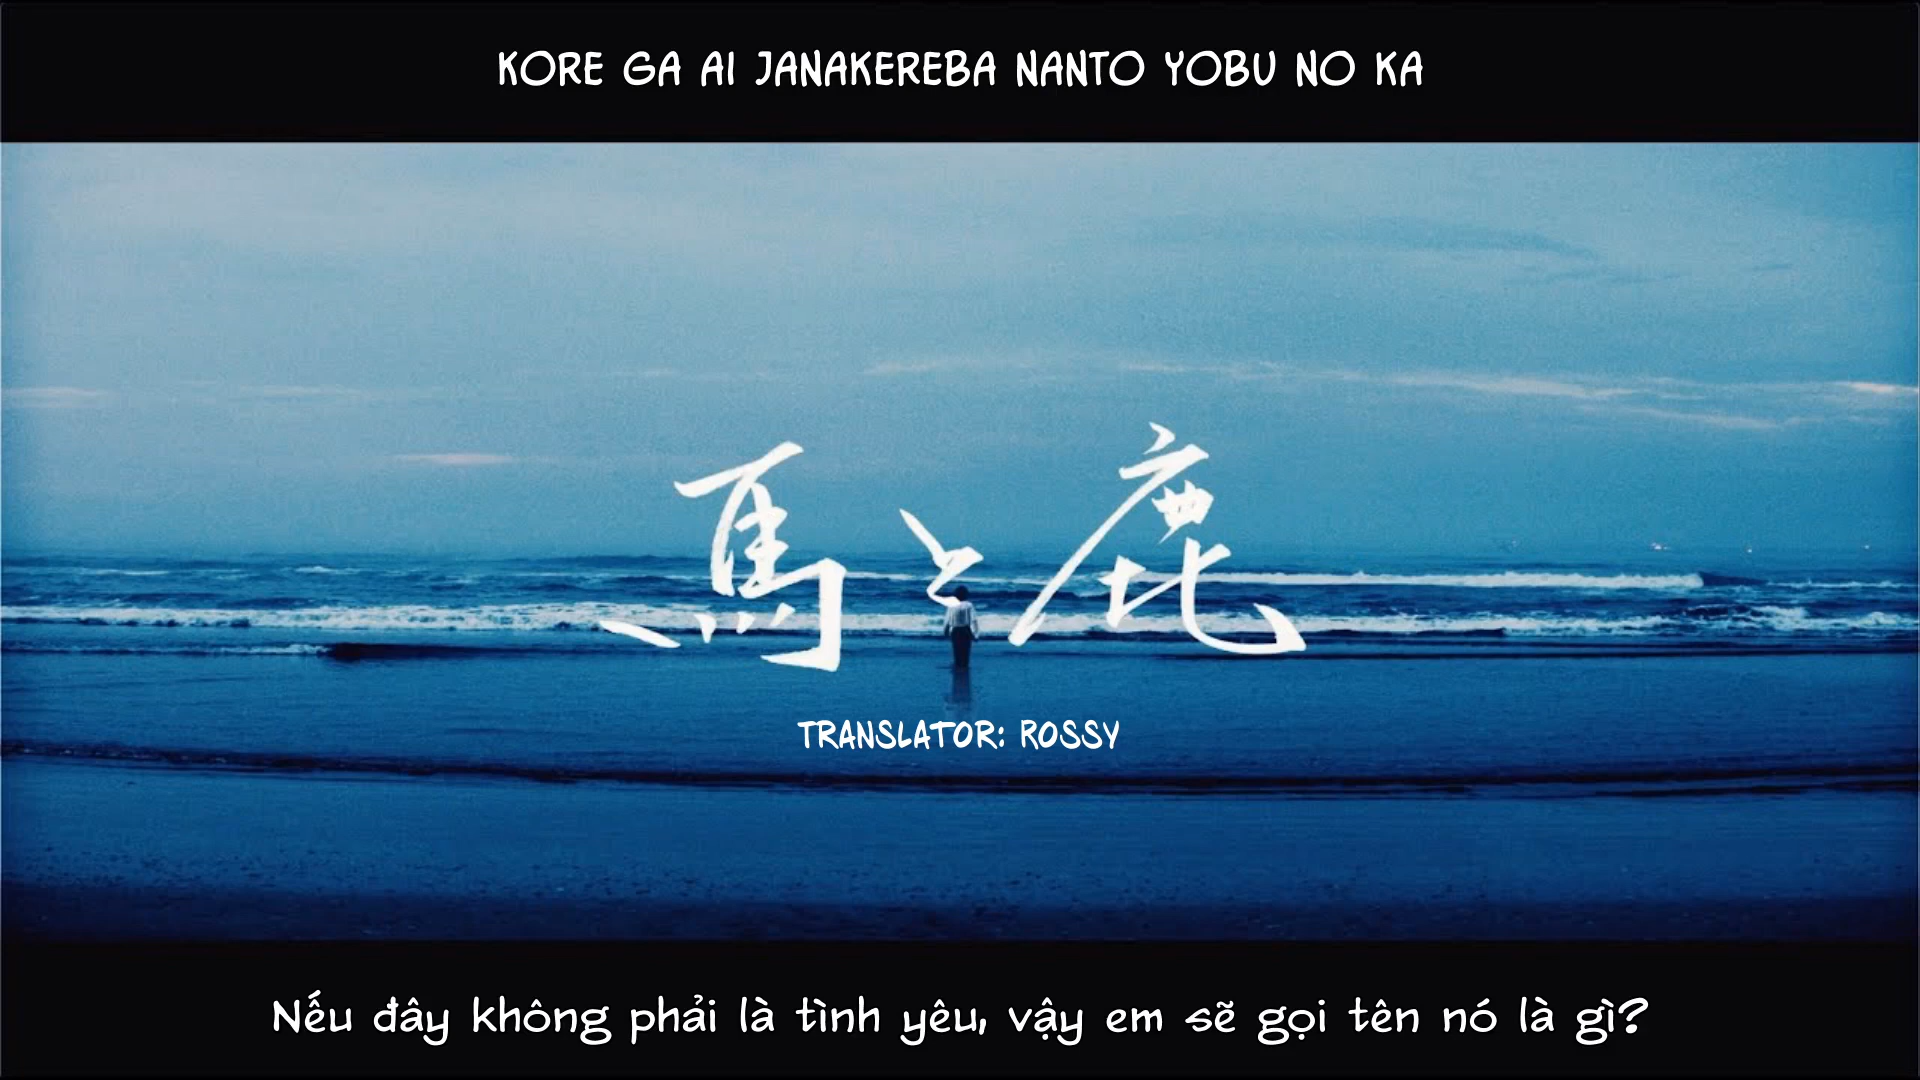 KORE GA AI JANAKEREBA NANTO YOBU NO KA
馬と鹿
TRANSLATOR: ROSSY
Nếu đây không phải là tình yêu, vậy em sẽ gọi tên nó là gì?